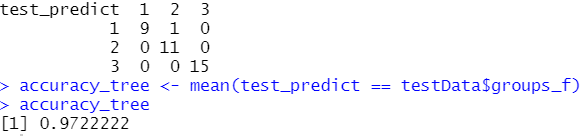 test_predict  1  2  3
           1  9  1  0
           2  0 11  0
           3  0  0 15
> accuracy_tree <- mean(test_predict == testData$groups_f)
> accuracy_tree
[1] 0.9722222